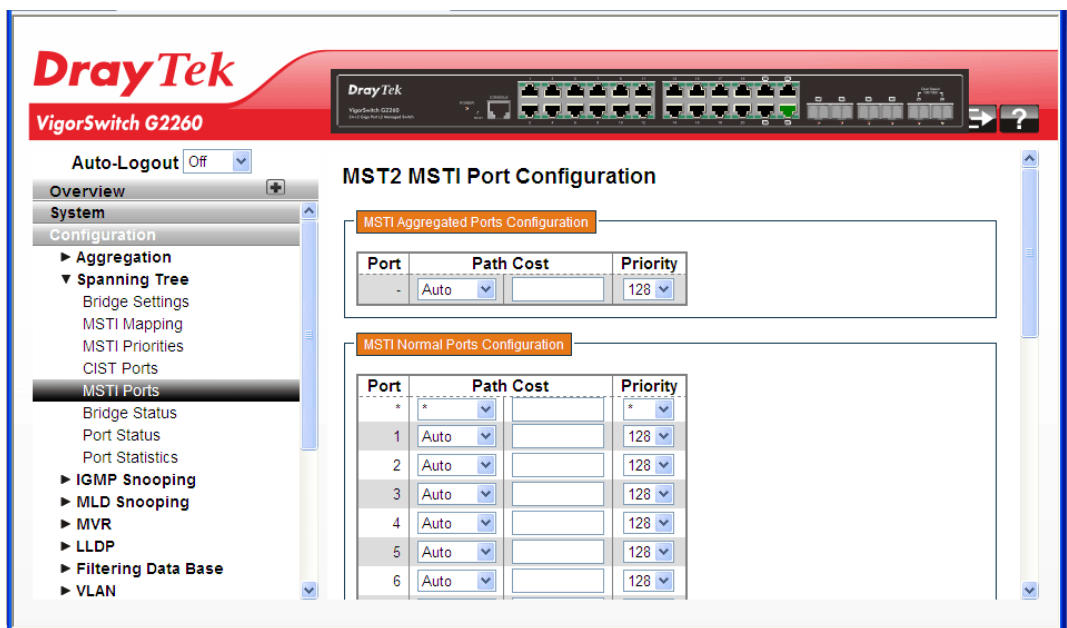 DrayTek
VigorSwitch G2260
DrayTek
VigorSwitch G2260
Auto-Logout Off
Overview
System
Configuration
► Aggregation
▼ Spanning Tree
Bridge Settings
MSTI Mapping
MSTI Priorities
CIST Ports
MSTI Ports
Bridge Status
Port Status
Port Statistics
► IGMP Snooping
► MLD Snooping
► MVR
► LLDP
► Filtering Data Base
► VLAN
MST2 MSTI Port Configuration
MSTI Aggregated Ports Configuration
Port Path Cost Priority
- Auto 128
MSTI Normal Ports Configuration
Port Path Cost Priority
* * *
1 Auto 128
2 Auto 128
3 Auto 128
4 Auto 128
5 Auto 128
6 Auto 128